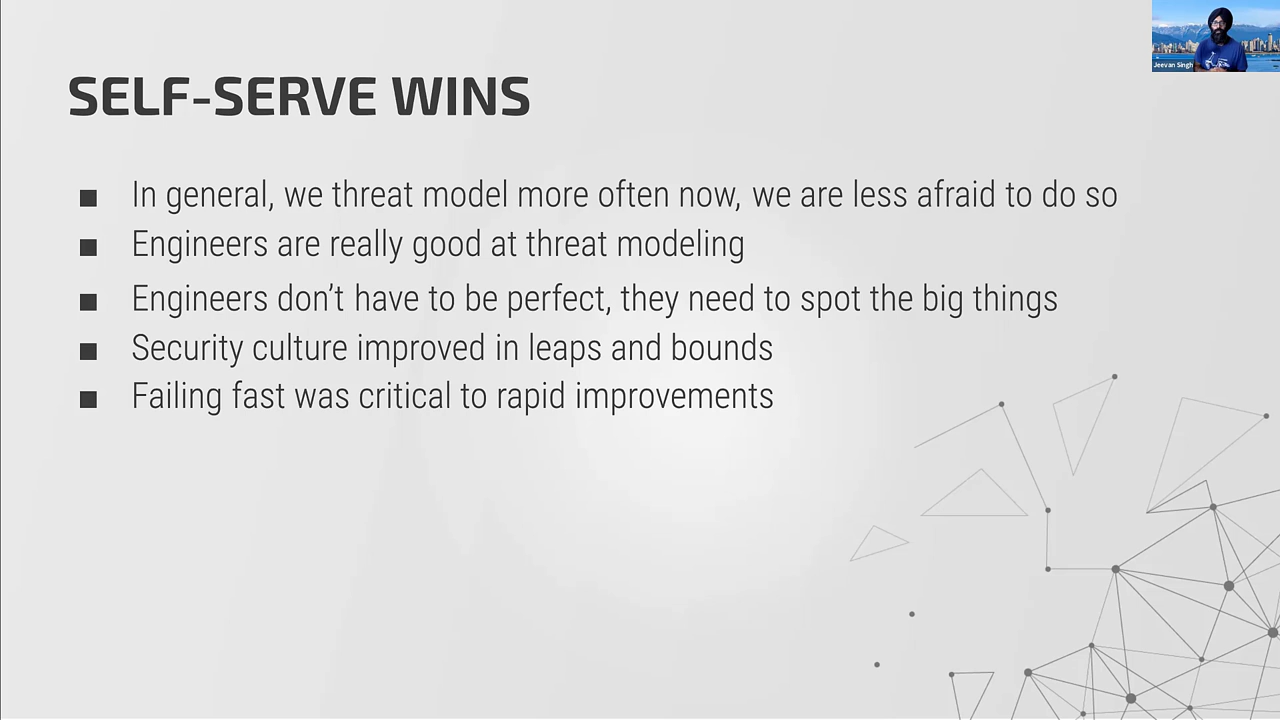 Jeevan Singh
SELF-SERVE WINS
■ In general, we threat model more often now, we are less afraid to do so
■ Engineers are really good at threat modeling
■ Engineers don’t have to be perfect, they need to spot the big things
■ Security culture improved in leaps and bounds
■ Failing fast was critical to rapid improvements